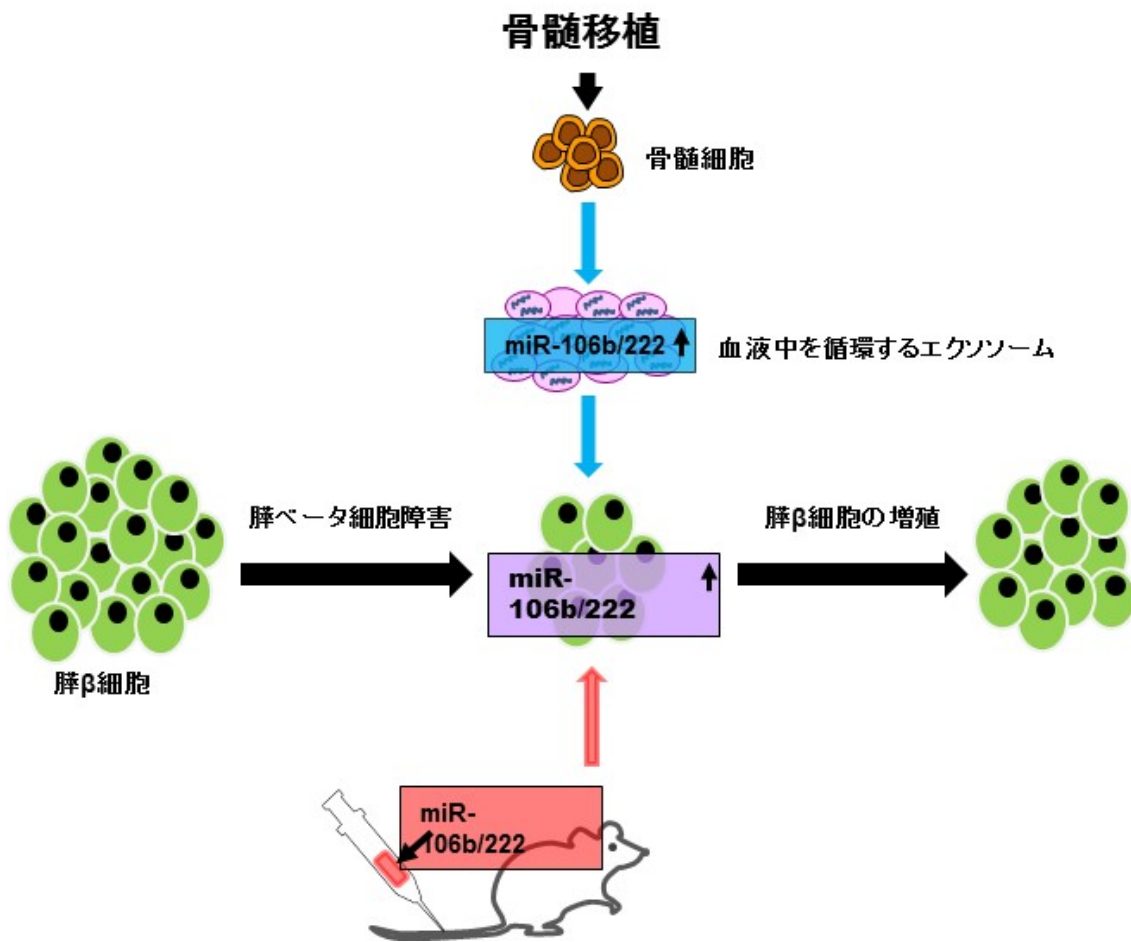 骨髄移植
骨髄細胞
miR-106b/222
血液中を循環するエクソソーム
膵ベータ細胞障害
膵β細胞の増殖
miR-
106b/222
膵β細胞
miR-
106b/222